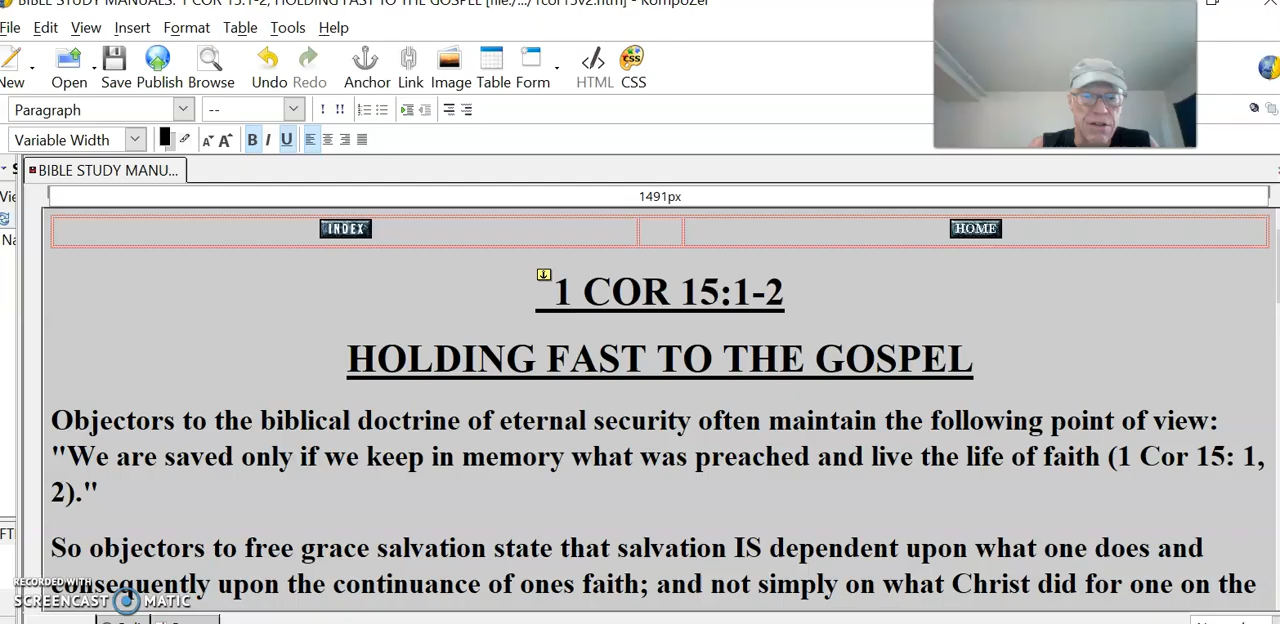 BIBLE STUDY MANUALS: 1 COR 15:1-2, HOLDING FAST TO THE GOSPEL [file:/.../1cor15v2.htm] - KompoZer
File Edit View Insert Format Table Tools Help
New Open Save Publish Browse Undo Redo Anchor Link Image Table Form HTML CSS
Paragraph --
Variable Width B I U
BIBLE STUDY MANU...
1491px
INDEX HOME
1 COR 15:1-2
HOLDING FAST TO THE GOSPEL
Objectors to the biblical doctrine of eternal security often maintain the following point of view:
"We are saved only if we keep in memory what was preached and live the life of faith (1 Cor 15: 1,
2)."
So objectors to free grace salvation state that salvation IS dependent upon what one does and
sequently upon the continuance of ones faith; and not simply on what Christ did for one on the
RECORDED WITH
SCREENCAST MATIC